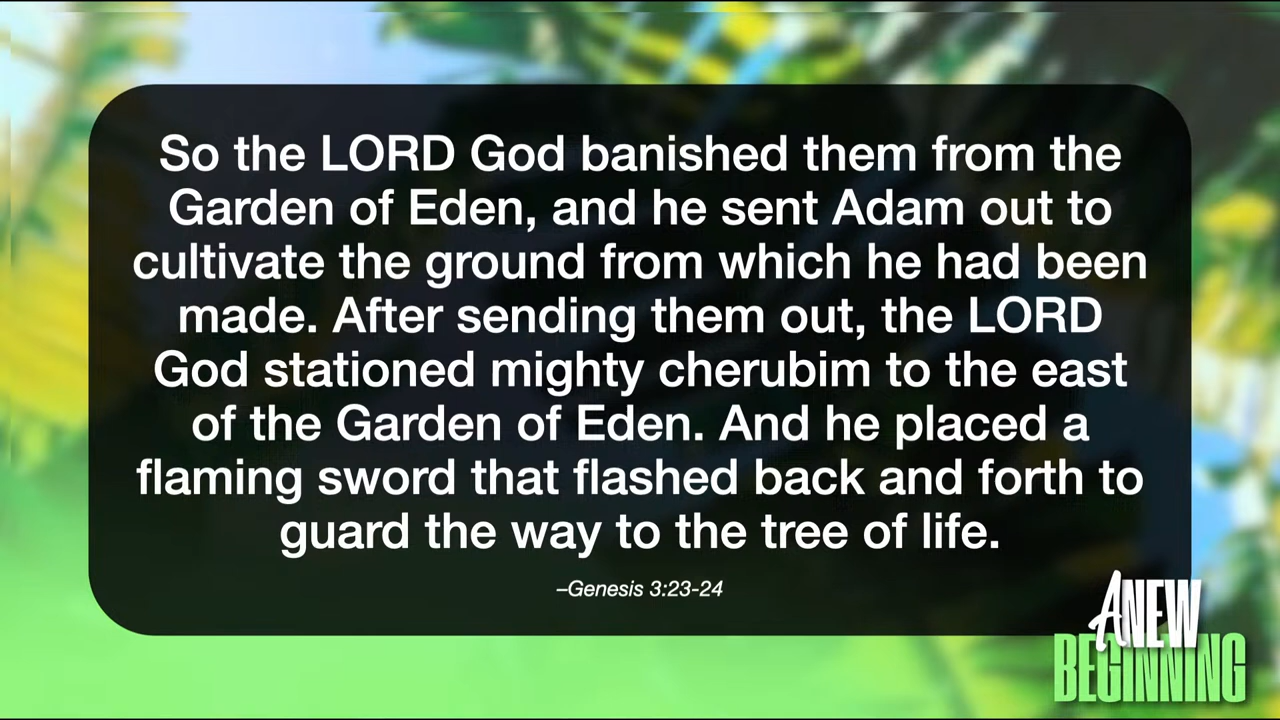 So the LORD God banished them from the
Garden of Eden, and he sent Adam out to
cultivate the ground from which he had been
made. After sending them out, the LORD
God stationed mighty cherubim to the east
of the Garden of Eden. And he placed a
flaming sword that flashed back and forth to
guard the way to the tree of life.
–Genesis 3:23-24
A NEW
BEGINNING